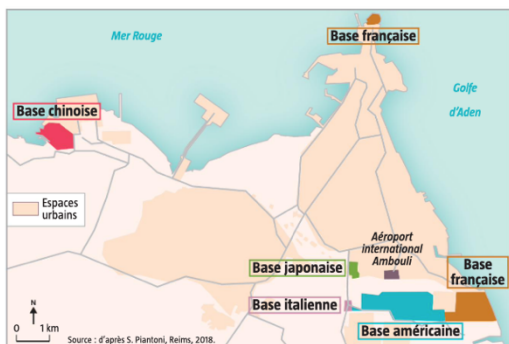 Mer Rouge
Base française
Golfe
d'Aden
Base chinoise
Espaces
urbains
Aéroport
international
Ambouli
Base japonaise
Base
française
Base italienne
Base américaine
N
0 1 km
Source : d'après S. Piantoni, Reims, 2018.